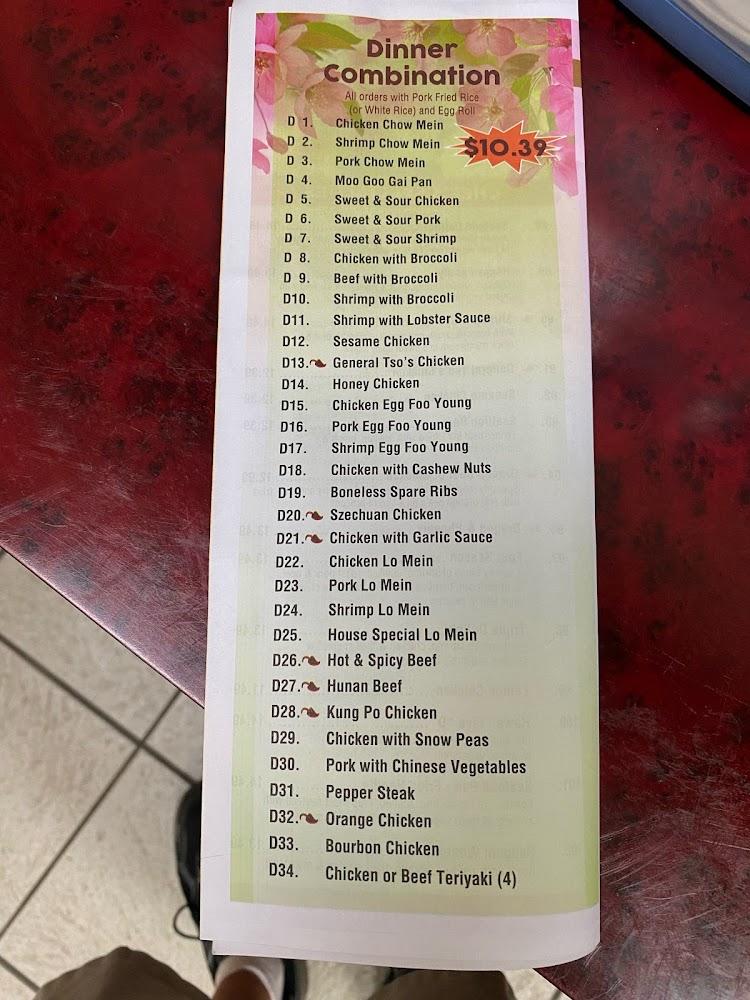 Dinner
Combination
All orders with Pork Fried Rice
(or White Rice) and Egg Roll
$10.39
D 1. Chicken Chow Mein
D 2. Shrimp Chow Mein
D 3. Pork Chow Mein
D 4. Moo Goo Gai Pan
D 5. Sweet & Sour Chicken
D 6. Sweet & Sour Pork
D 7. Sweet & Sour Shrimp
D 8. Chicken with Broccoli
D 9. Beef with Broccoli
D10. Shrimp with Broccoli
D11. Shrimp with Lobster Sauce
D12. Sesame Chicken
D13. General Tso's Chicken
D14. Honey Chicken
D15. Chicken Egg Foo Young
D16. Pork Egg Foo Young
D17. Shrimp Egg Foo Young
D18. Chicken with Cashew Nuts
D19. Boneless Spare Ribs
D20. Szechuan Chicken
D21. Chicken with Garlic Sauce
D22. Chicken Lo Mein
D23. Pork Lo Mein
D24. Shrimp Lo Mein
D25. House Special Lo Mein
D26. Hot & Spicy Beef
D27. Hunan Beef
D28. Kung Po Chicken
D29. Chicken with Snow Peas
D30. Pork with Chinese Vegetables
D31. Pepper Steak
D32. Orange Chicken
D33. Bourbon Chicken
D34. Chicken or Beef Teriyaki (4)